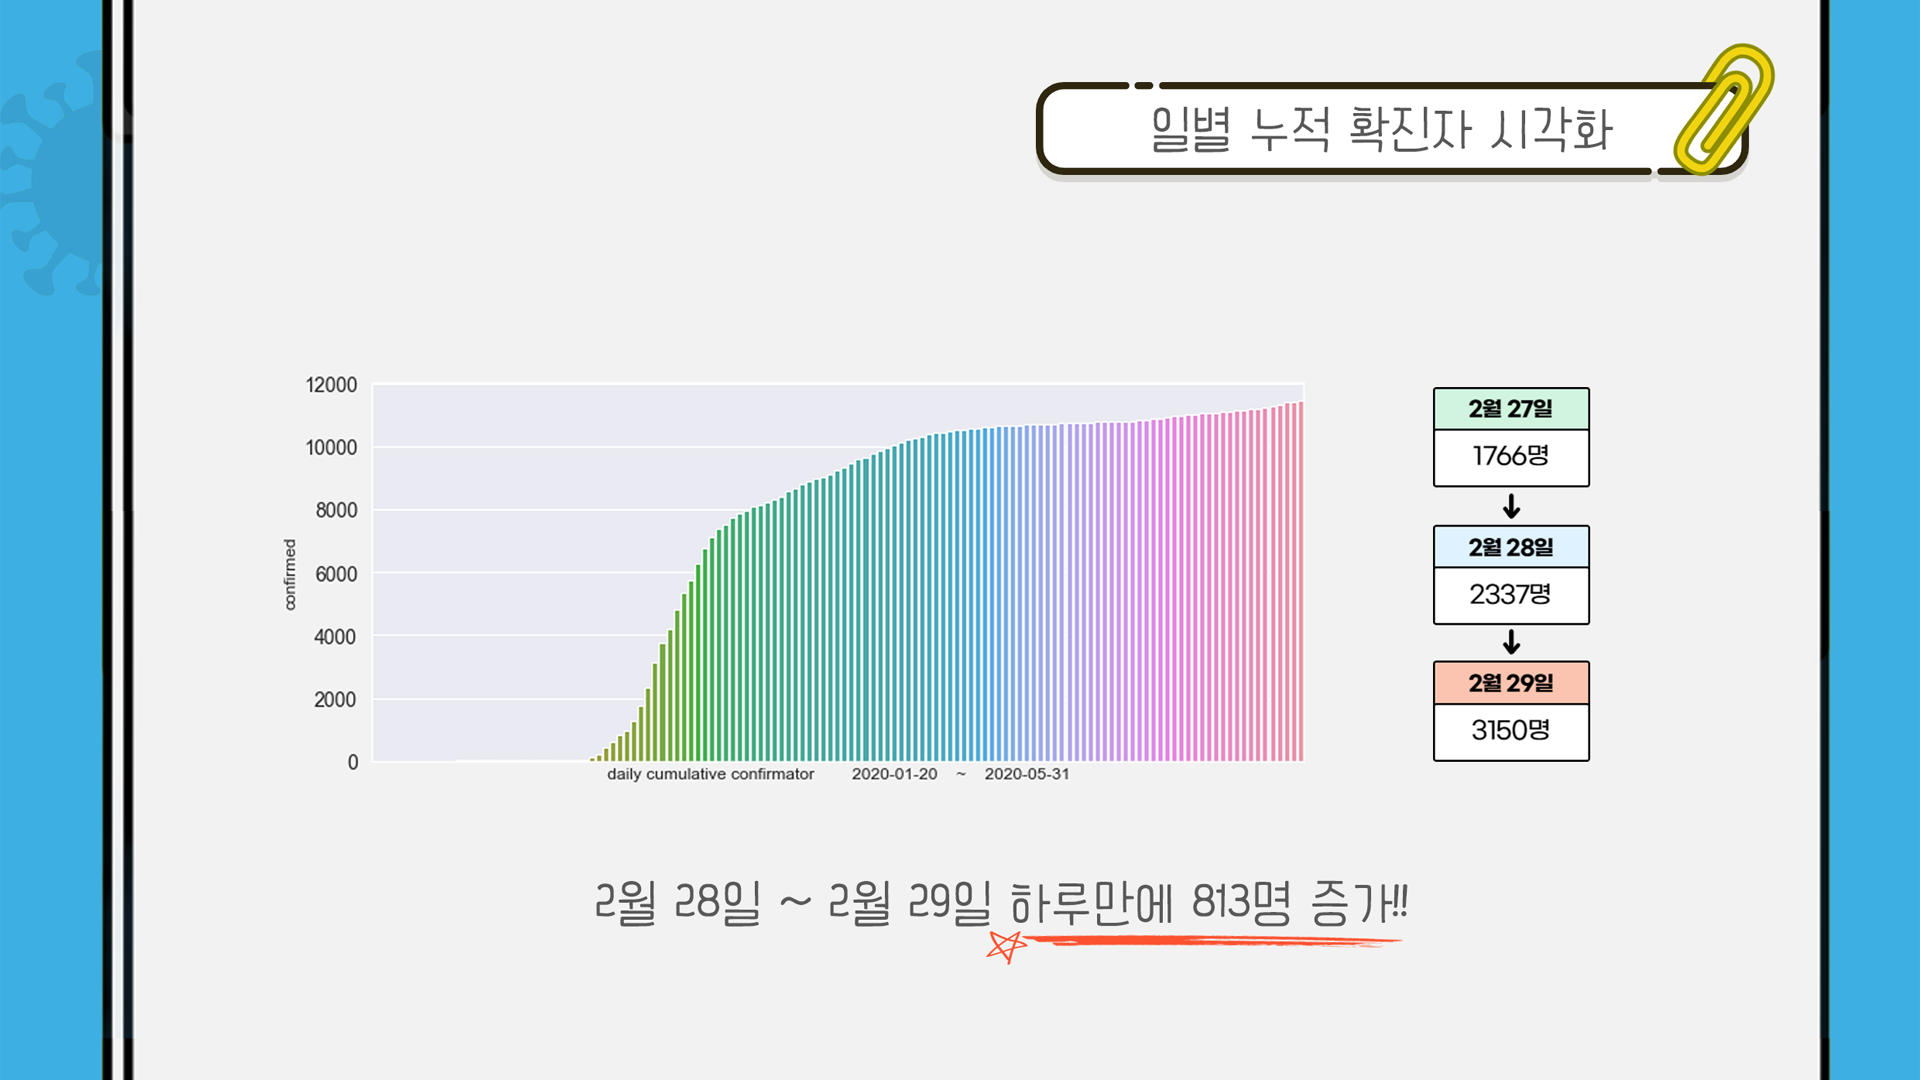 일별 누적 확진자 시각화
12000
10000
8000
6000
4000
2000
0
confirmed
daily cumulative confirmator 2020-01-20 ~ 2020-05-31
2월 27일
1766명
2월 28일
2337명
2월 29일
3150명
2월 28일 ~ 2월 29일 하루만에 813명 증가!!